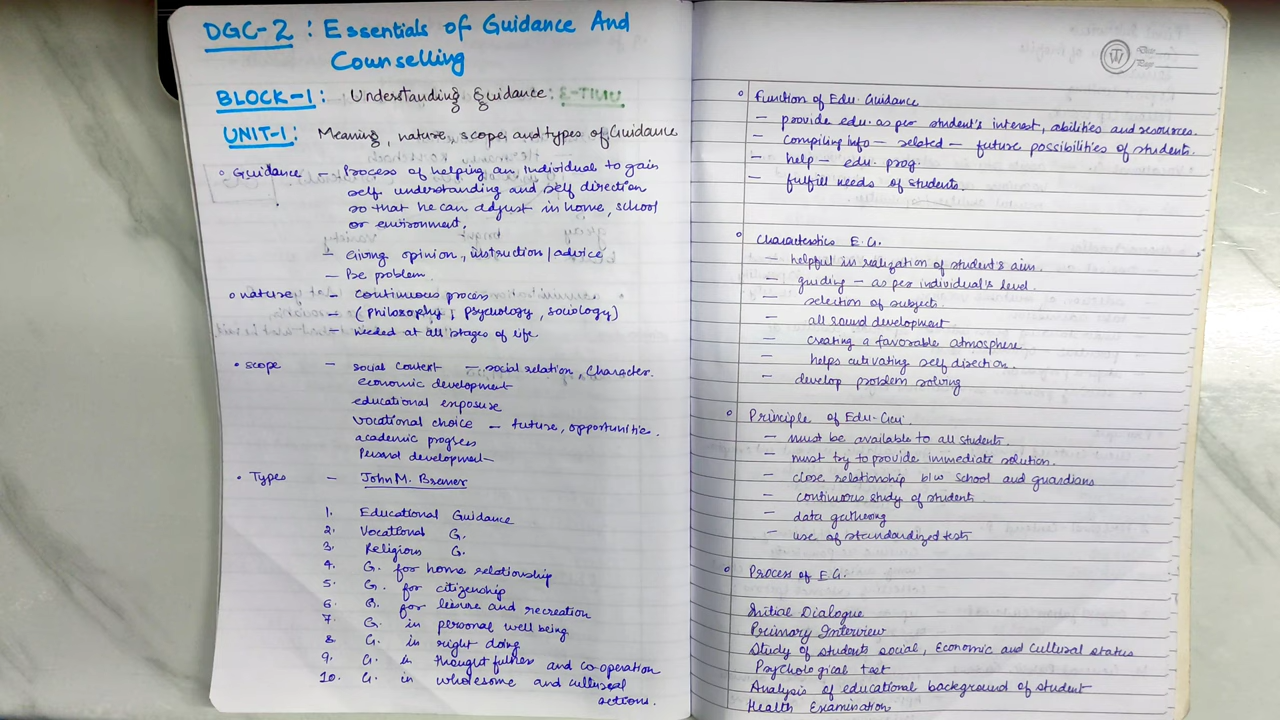 DGC-2 : Essentials of Guidance And
Counselling
BLOCK-1: Understanding Guidance:
UNIT-1: Meaning, nature, scope, and types of Guidance
° Guidance – Process of helping an individual to gain
self understanding and self direction
so that he can adjust in home, school
or environment.
– Giving opinion, instruction/advice
– Be problem.
° nature – continuous process
– (Philosophy, psychology, sociology)
– needed at all stages of life
• scope – social context – social relation, character.
economic development
educational exposure
vocational choice – future, opportunities.
academic progress
Personal development
• Types – John M. Brewer
1. Educational Guidance
2. Vocational G.
3. Religious G.
4. G. for home relationship
5. G. for citizenship
6. G. for leisure and recreation
7. G. in personal well being
8. G. in right doing
9. G. in thoughtfulness and co-operation
10. G. in wholesome and cultural
actions.
° Function of Edu. Guidance
– provide edu. as per student's interest, abilities and resources.
– compiling info – related – future possibilities of students.
– help – edu. prog.
– fulfill needs of students.
° characteristics E.G.
– helpful in realization of student's aim.
– guiding – as per individual's level.
– selection of subjects.
– all round development
– creating a favorable atmosphere
– helps cultivating self direction.
– develop problem solving
° Principle of Edu-Gui.
– must be available to all students.
– must try to provide immediate solution.
– close relationship b/w school and guardians
– continuous study of students
– data gathering
– use of standardized tests
° Process of E.G.
Initial Dialogue
Primary Interview
Study of students social, Economic and cultural status
Psychological test
Analysis of educational background of student
Health Examination